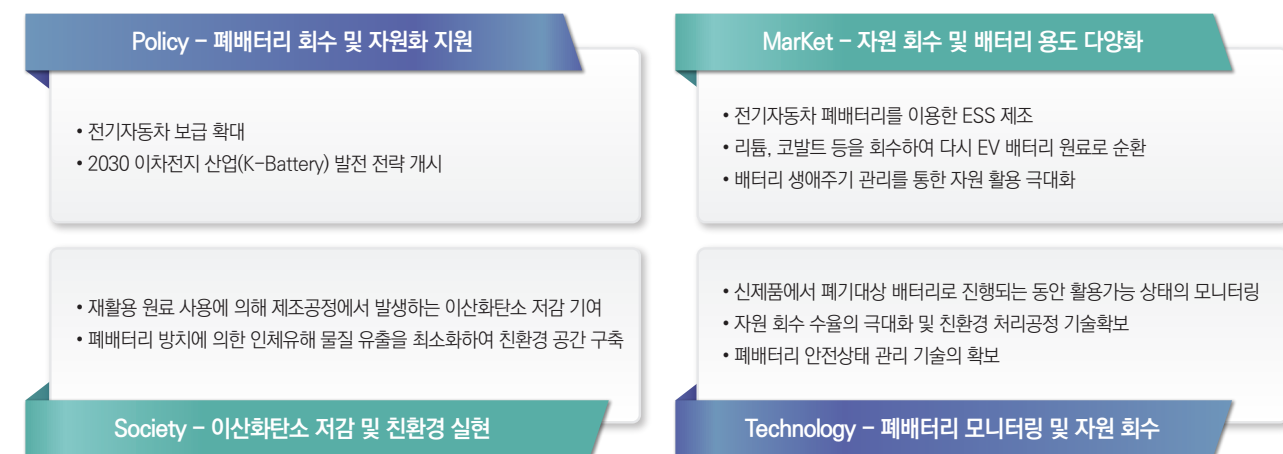 Policy - 폐배터리 회수 및 자원화 지원
• 전기자동차 보급 확대
• 2030 이차전지 산업(K-Battery) 발전 전략 개시
MarKet - 자원 회수 및 배터리 용도 다양화
• 전기자동차 폐배터리를 이용한 ESS 제조
• 리튬, 코발트 등을 회수하여 다시 EV 배터리 원료로 순환
• 배터리 생애주기 관리를 통한 자원 활용 극대화
• 재활용 원료 사용에 의해 제조공정에서 발생하는 이산화탄소 저감 기여
• 폐배터리 방치에 의한 인체유해 물질 유출을 최소화하여 친환경 공간 구축
Society - 이산화탄소 저감 및 친환경 실현
• 신제품에서 폐기대상 배터리로 진행되는 동안 활용가능 상태의 모니터링
• 자원 회수 수율의 극대화 및 친환경 처리공정 기술확보
• 폐배터리 안전상태 관리 기술의 확보
Technology - 폐배터리 모니터링 및 자원 회수